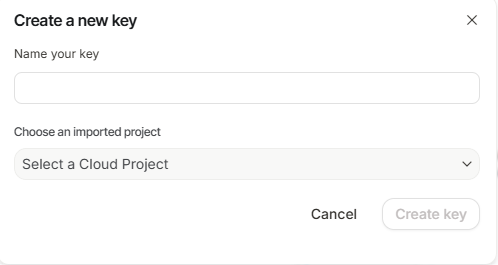 Create a new key
Name your key
Choose an imported project
Select a Cloud Project
Cancel
Create key